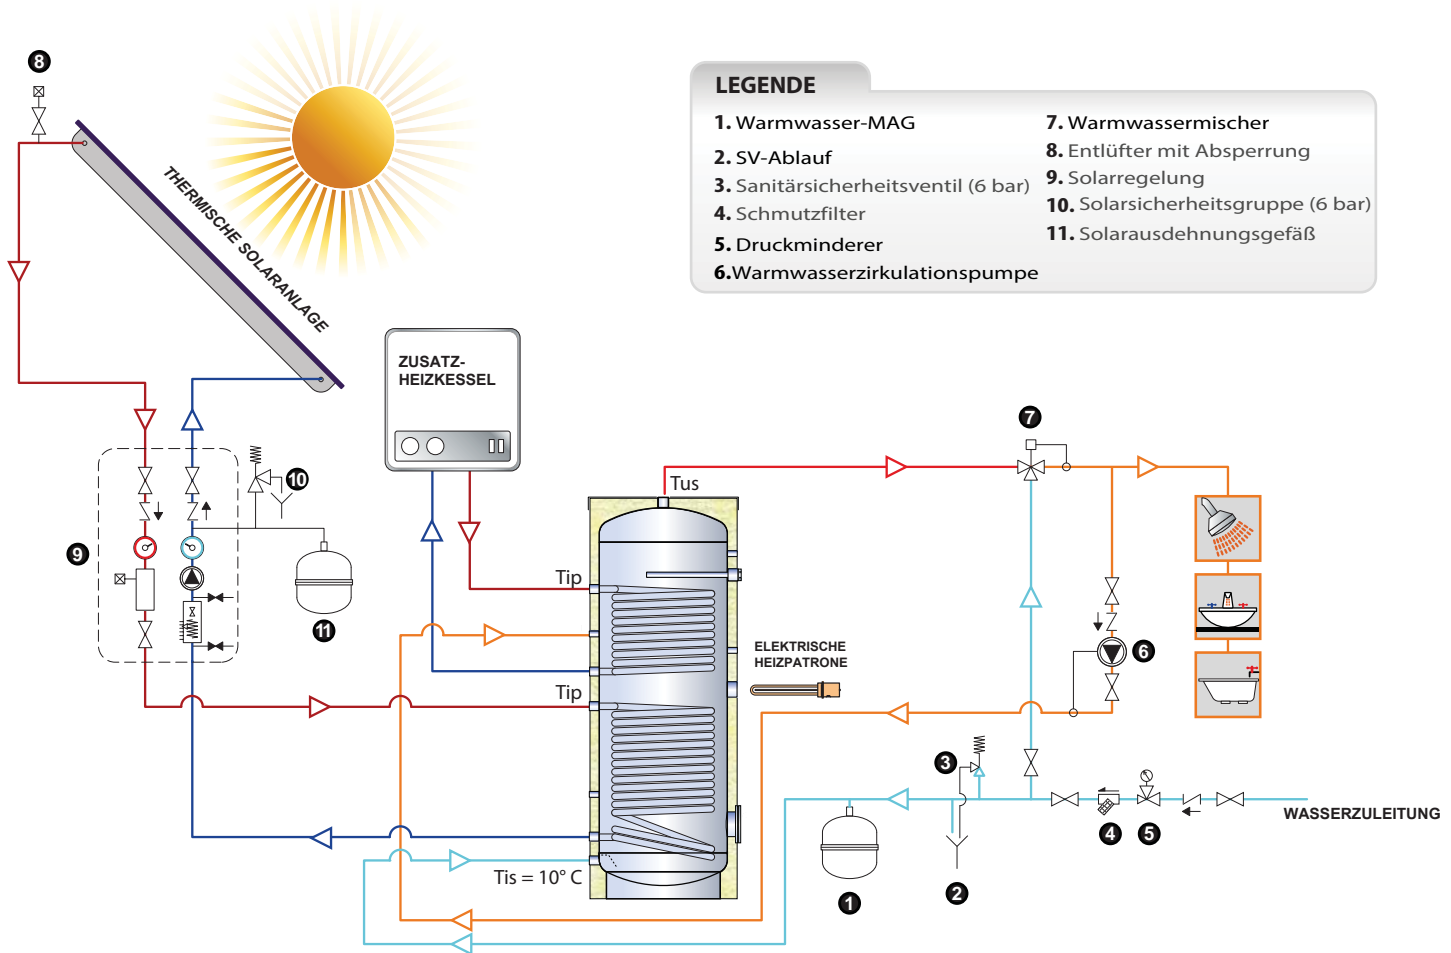 8
THERMISCHE SOLARANLAGE
LEGENDE
1. Warmwasser-MAG
2. SV-Ablauf
3. Sanitärsicherheitsventil (6 bar)
4. Schmutzfilter
5. Druckminderer
6.Warmwasserzirkulationspumpe
7. Warmwassermischer
8. Entlüfter mit Absperrung
9. Solarregelung
10. Solarsicherheitsgruppe (6 bar)
11. Solarausdehnungsgefäß
ZUSATZ-
HEIZKESSEL
7
10
Tus
9
Tip
11
ELEKTRISCHE
HEIZPATRONE
6
Tip
3
WASSERZULEITUNG
4
5
Tis = 10° C
1
2